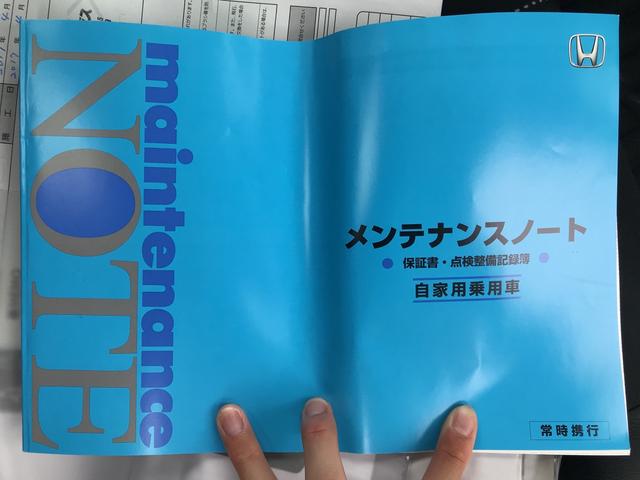 maintenance
NOTE
メンテナンスノート
保証書・点検整備記録簿
自家用乗用車
常時携行